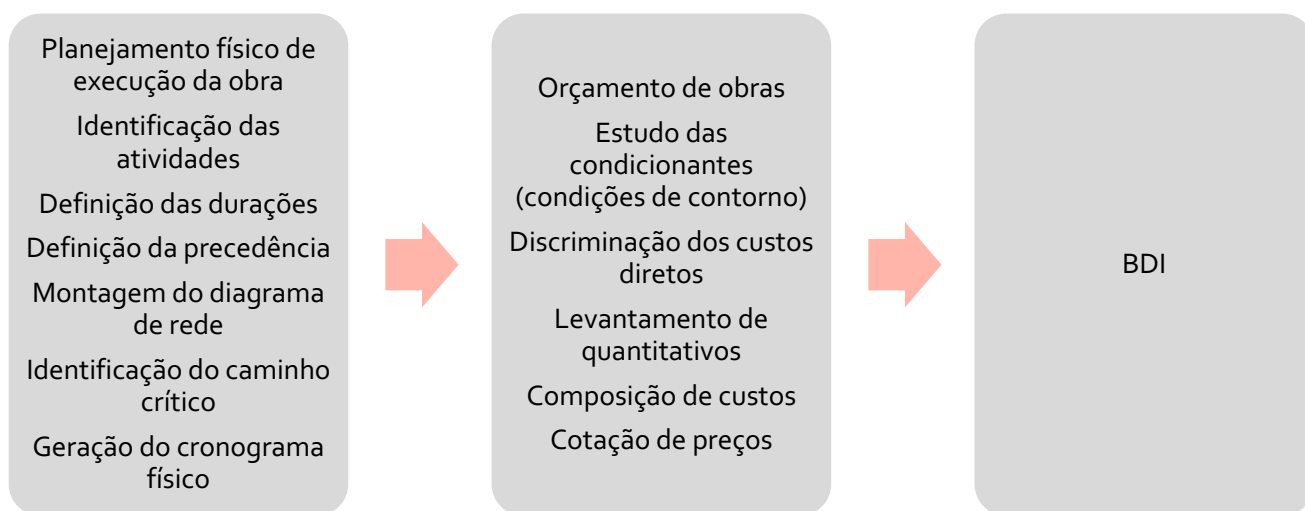 Planejamento físico de
execução da obra
Identificação das
atividades
Definição das durações
Definição da precedência
Montagem do diagrama
de rede
Identificação do caminho
crítico
Geração do cronograma
físico
Orçamento de obras
Estudo das
condicionantes
(condições de contorno)
Discriminação dos custos
diretos
Levantamento de
quantitativos
Composição de custos
Cotação de preços
BDI